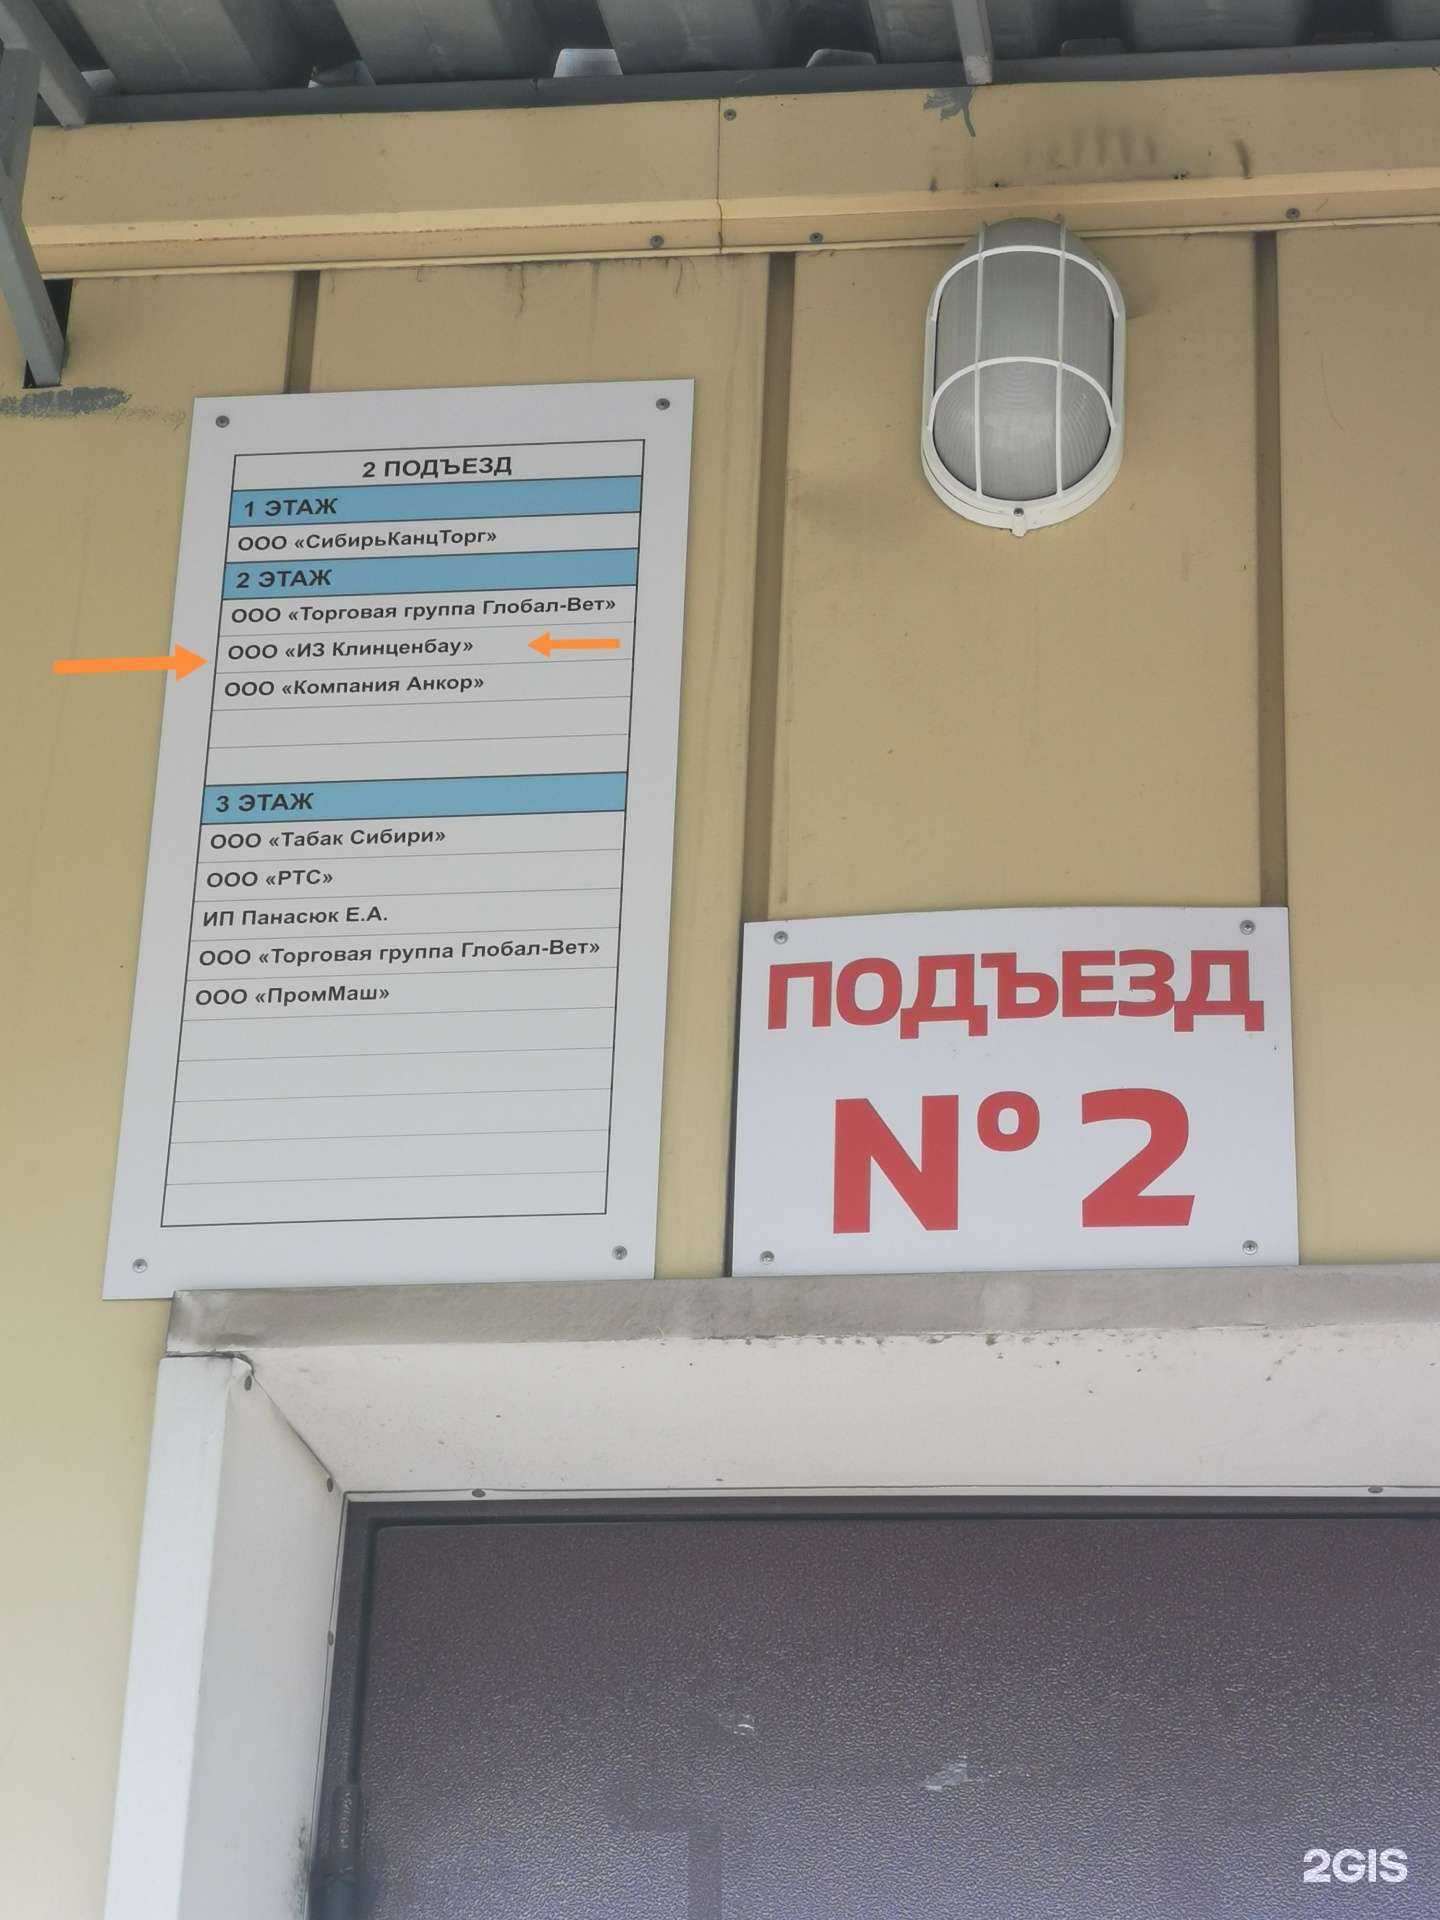 2 ПОДЪЕЗД
1 ЭТАЖ
ООО «СибирьКанцТорг»
2 ЭТАЖ
ООО «Торговая группа Глобал-Вет»
ООО «ИЗ Клинценбау»
ООО «Компания Анкор»
3 ЭТАЖ
ООО «Табак Сибири»
ООО «РТС»
ИП Панасюк Е.А.
ООО «Торговая группа Глобал-Вет»
ООО «ПромМаш»
ПОДЪЕЗД
№ 2
2GIS